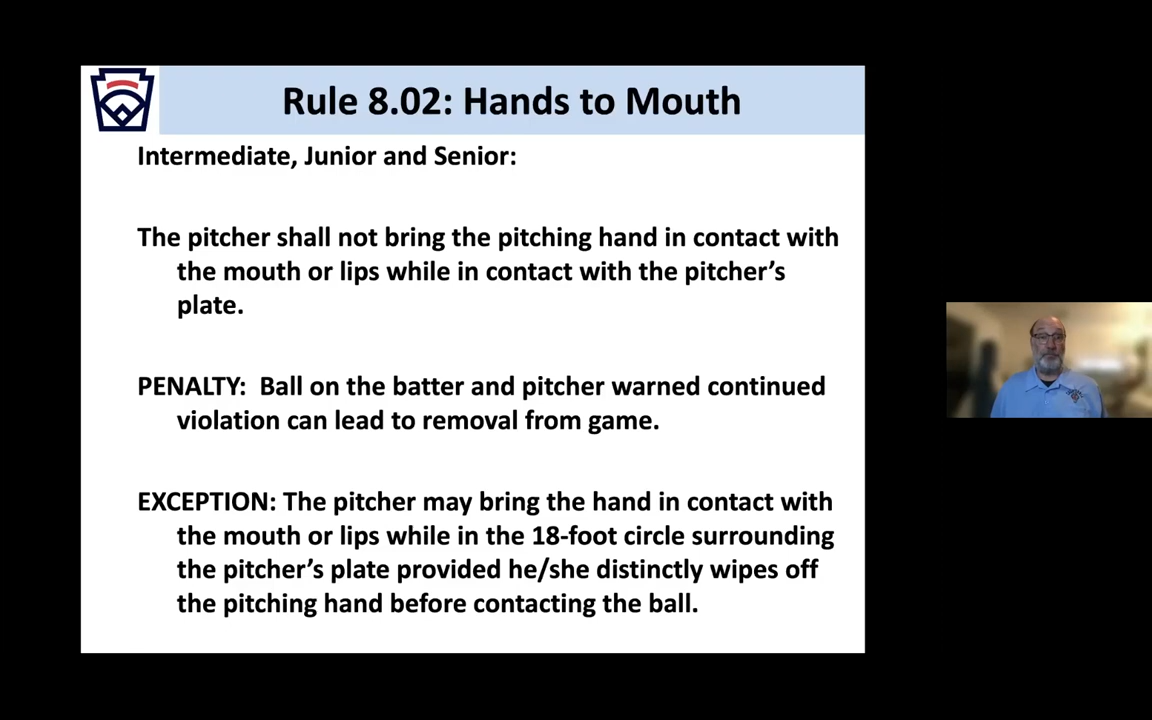 Rule 8.02: Hands to Mouth
Intermediate, Junior and Senior:
The pitcher shall not bring the pitching hand in contact with
the mouth or lips while in contact with the pitcher’s
plate.
PENALTY: Ball on the batter and pitcher warned continued
violation can lead to removal from game.
EXCEPTION: The pitcher may bring the hand in contact with
the mouth or lips while in the 18-foot circle surrounding
the pitcher’s plate provided he/she distinctly wipes off
the pitching hand before contacting the ball.